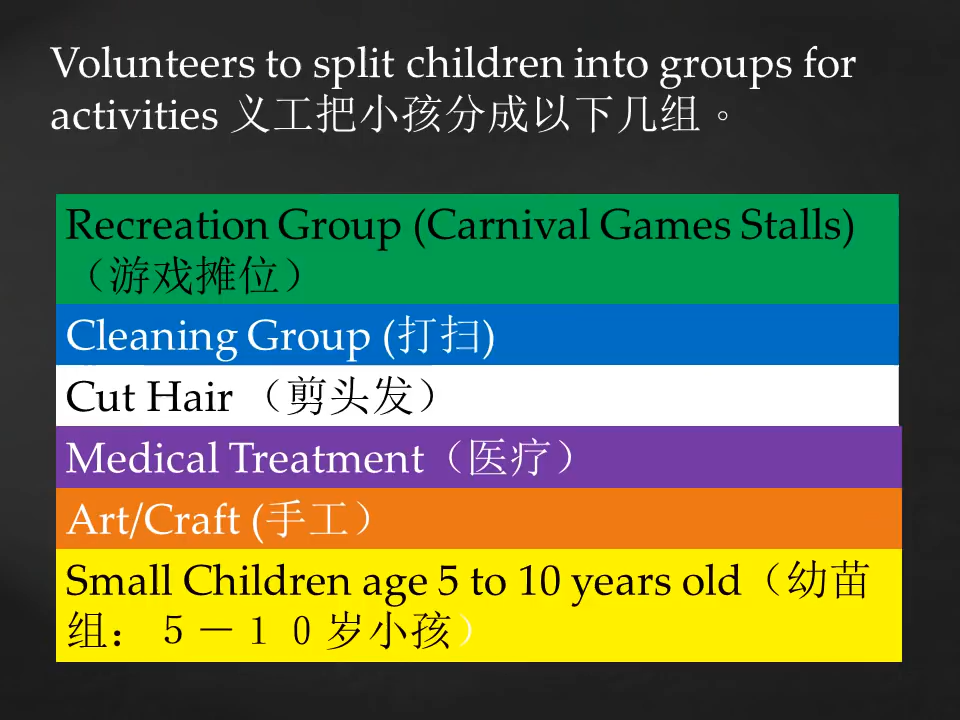 Volunteers to split children into groups for
activities 义工把小孩分成以下几组。
Recreation Group (Carnival Games Stalls)
（游戏摊位）
Cleaning Group (打扫)
Cut Hair （剪头发）
Medical Treatment（医疗）
Art/Craft (手工）
Small Children age 5 to 10 years old（幼苗
组：５－１０岁小孩）